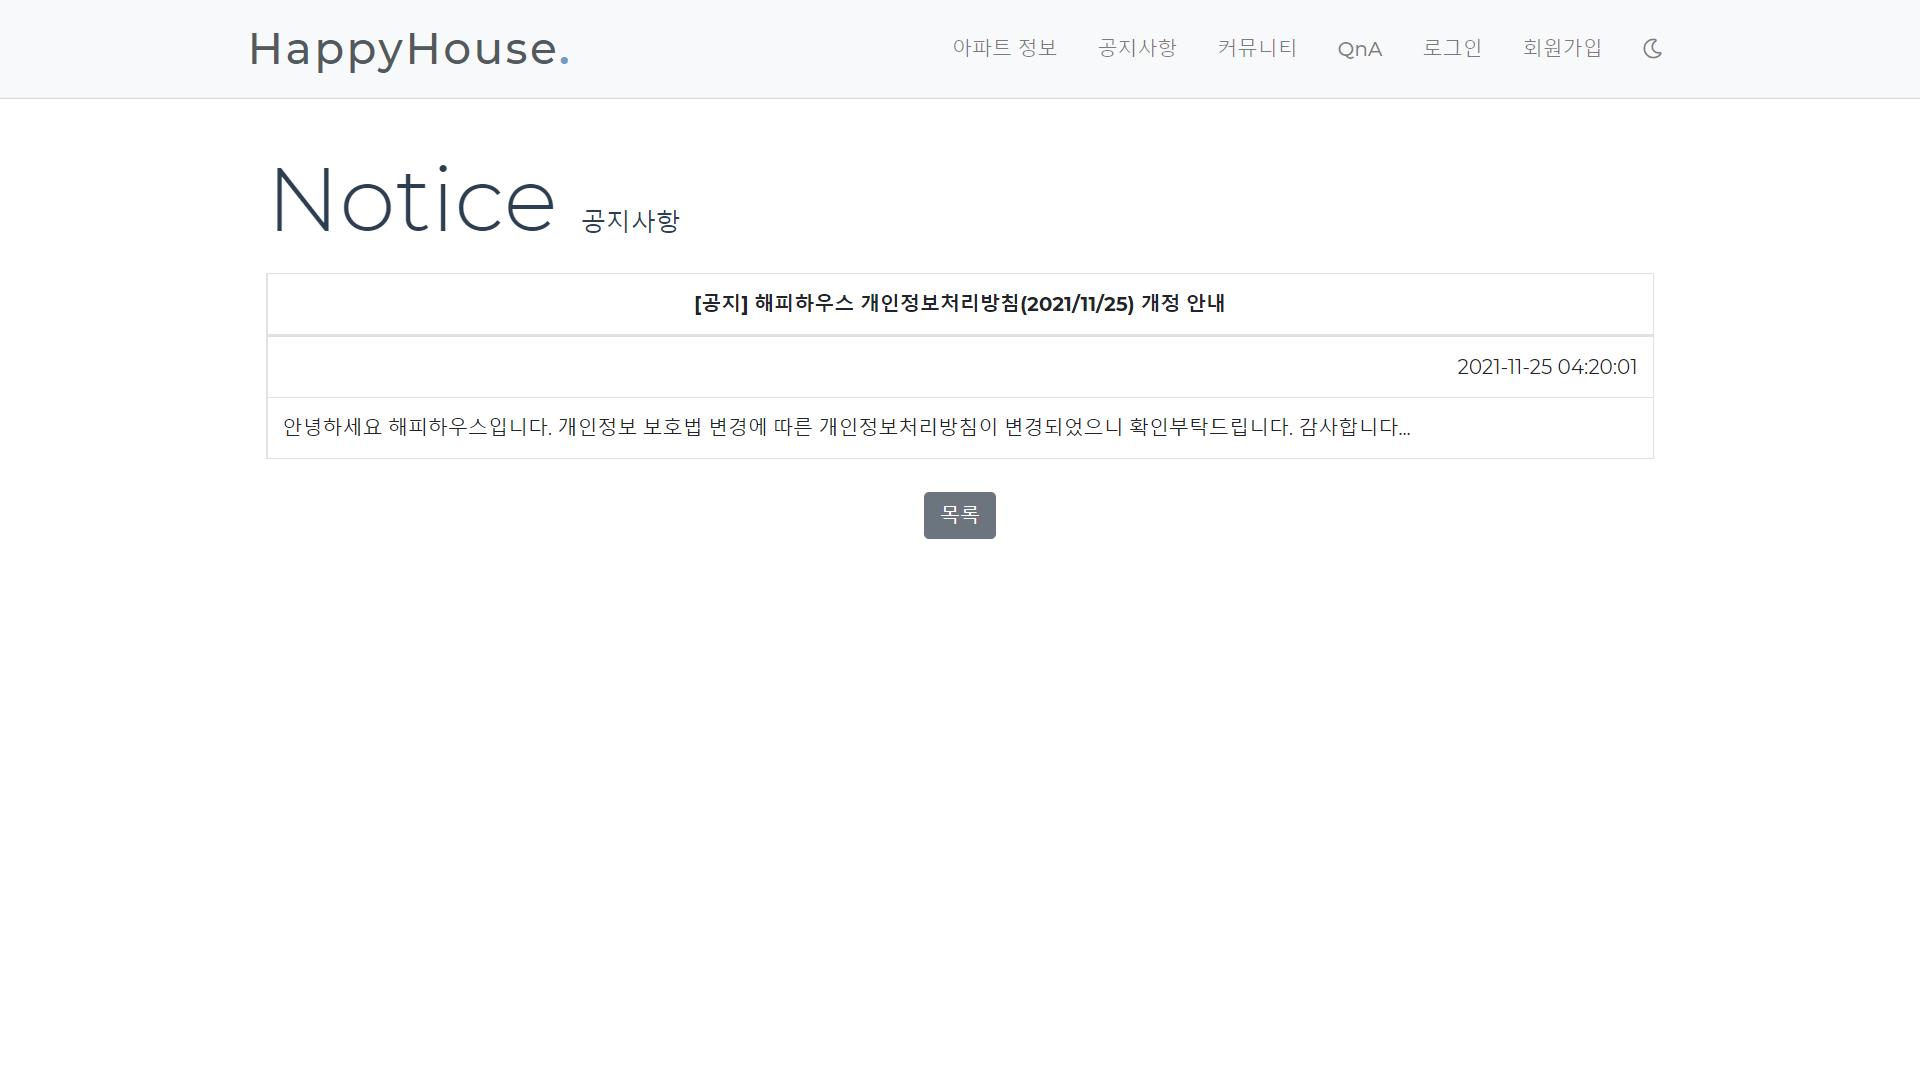 HappyHouse.
아파트 정보 공지사항 커뮤니티 QnA 로그인 회원가입
Notice 공지사항
[공지] 해피하우스 개인정보처리방침(2021/11/25) 개정 안내
2021-11-25 04:20:01
안녕하세요 해피하우스입니다. 개인정보 보호법 변경에 따른 개인정보처리방침이 변경되었으니 확인부탁드립니다. 감사합니다...
목록